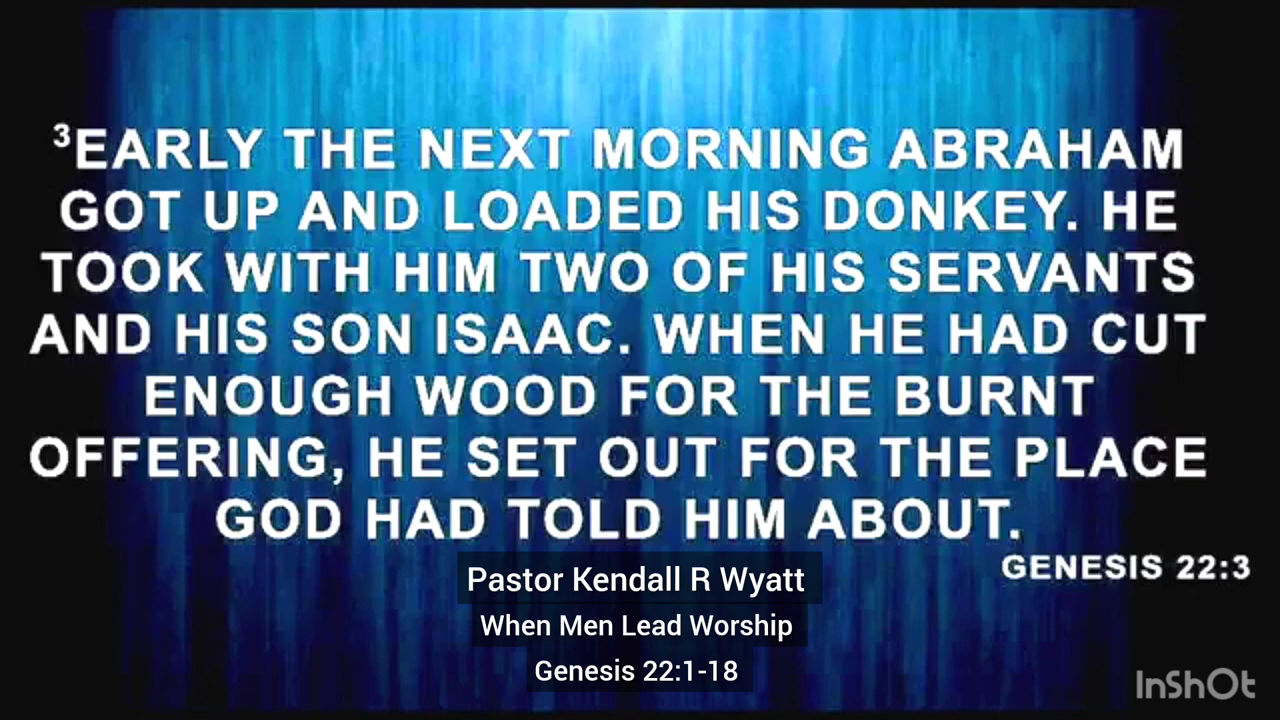 ³EARLY THE NEXT MORNING ABRAHAM
GOT UP AND LOADED HIS DONKEY. HE
TOOK WITH HIM TWO OF HIS SERVANTS
AND HIS SON ISAAC. WHEN HE HAD CUT
ENOUGH WOOD FOR THE BURNT
OFFERING, HE SET OUT FOR THE PLACE
GOD HAD TOLD HIM ABOUT.
GENESIS 22:3
Pastor Kendall R Wyatt
When Men Lead Worship
Genesis 22:1-18
InShOt